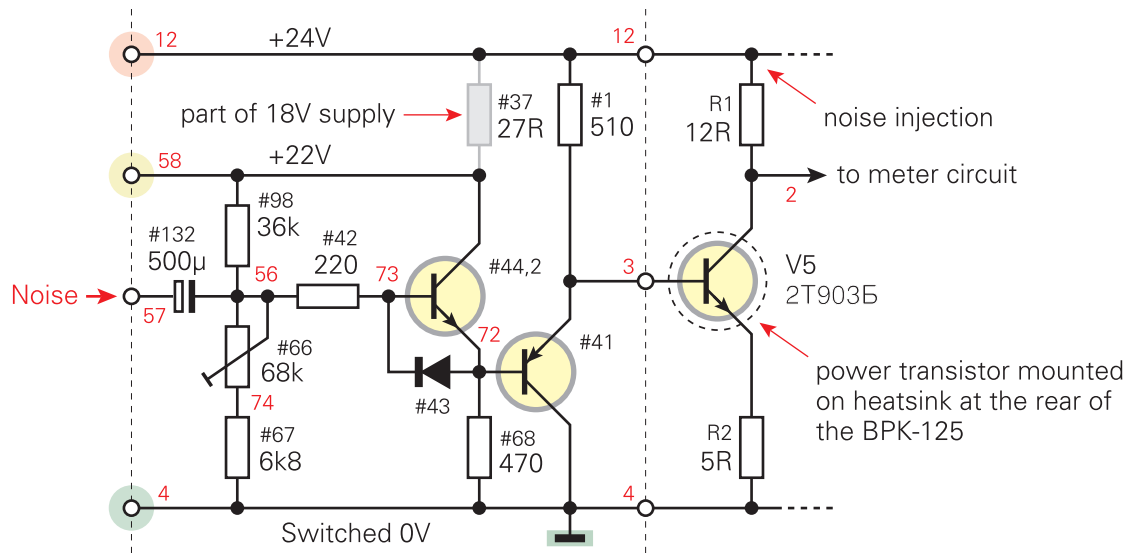 12
+24V
12
#37
27R
#1
510
R1
12R
part of 18V supply
noise injection
58
+22V
to meter circuit
2
#98
36k
#132
500µ
#42
220
56
73
#44,2
3
V5
2Т903Б
Noise
57
72
#66
68k
#41
#43
74
power transistor mounted
on heatsink at the rear of
the BPK-125
#67
6k8
#68
470
R2
5R
4
4
Switched 0V